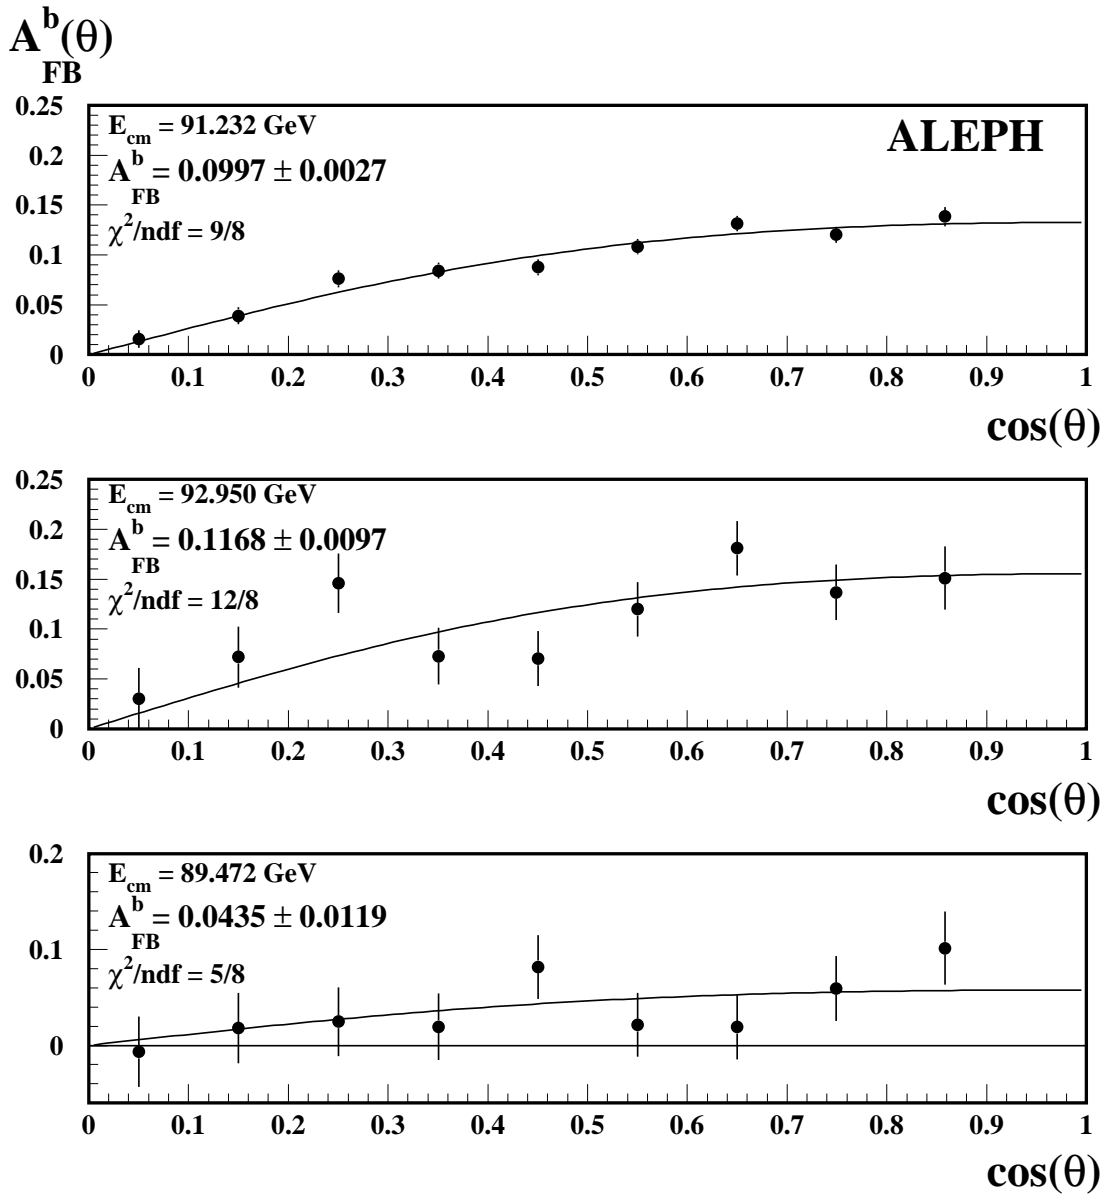 A^b_FB(θ)
0.25
0.2
0.15
0.1
0.05
0
E_cm = 91.232 GeV
A^b_FB = 0.0997 ± 0.0027
χ²/ndf = 9/8
ALEPH
0 0.1 0.2 0.3 0.4 0.5 0.6 0.7 0.8 0.9 1
cos(θ)
0.25
0.2
0.15
0.1
0.05
0
E_cm = 92.950 GeV
A^b_FB = 0.1168 ± 0.0097
χ²/ndf = 12/8
0 0.1 0.2 0.3 0.4 0.5 0.6 0.7 0.8 0.9 1
cos(θ)
0.2
0.1
0
E_cm = 89.472 GeV
A^b_FB = 0.0435 ± 0.0119
χ²/ndf = 5/8
0 0.1 0.2 0.3 0.4 0.5 0.6 0.7 0.8 0.9 1
cos(θ)